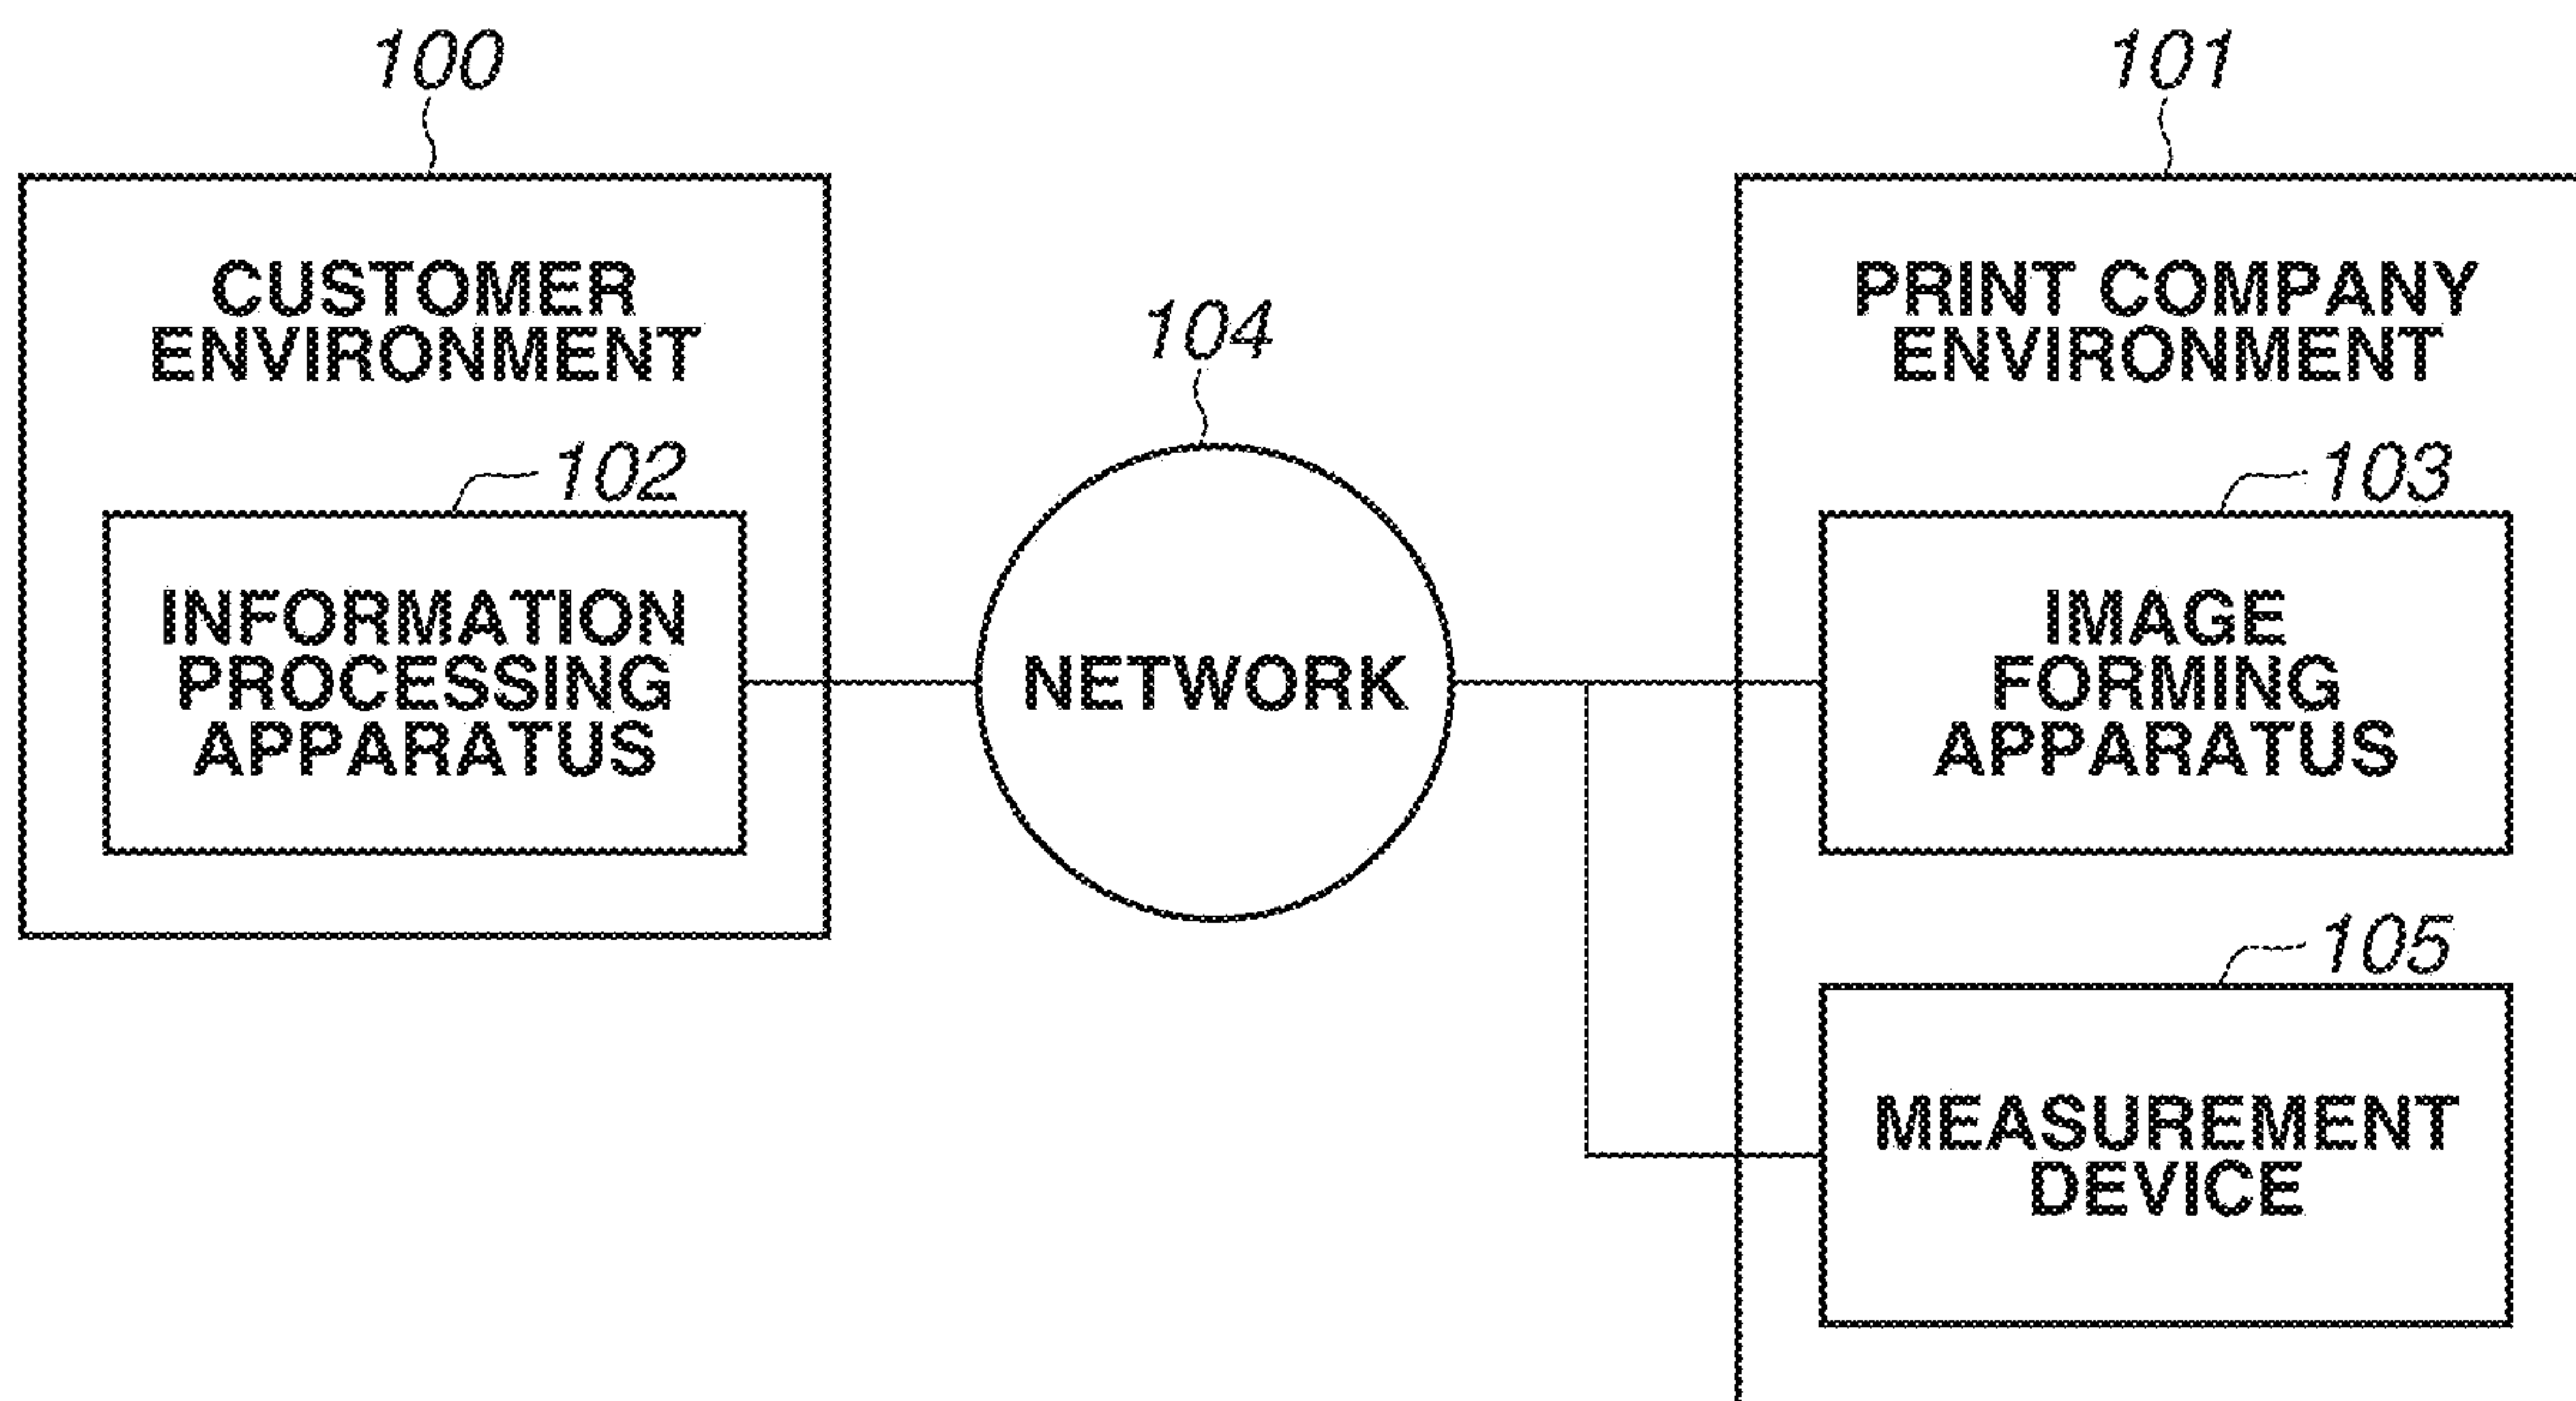 100
101
CUSTOMER
ENVIRONMENT
PRINT COMPANY
ENVIRONMENT
104
102
103
INFORMATION
PROCESSING
APPARATUS
NETWORK
IMAGE
FORMING
APPARATUS
105
MEASUREMENT
DEVICE